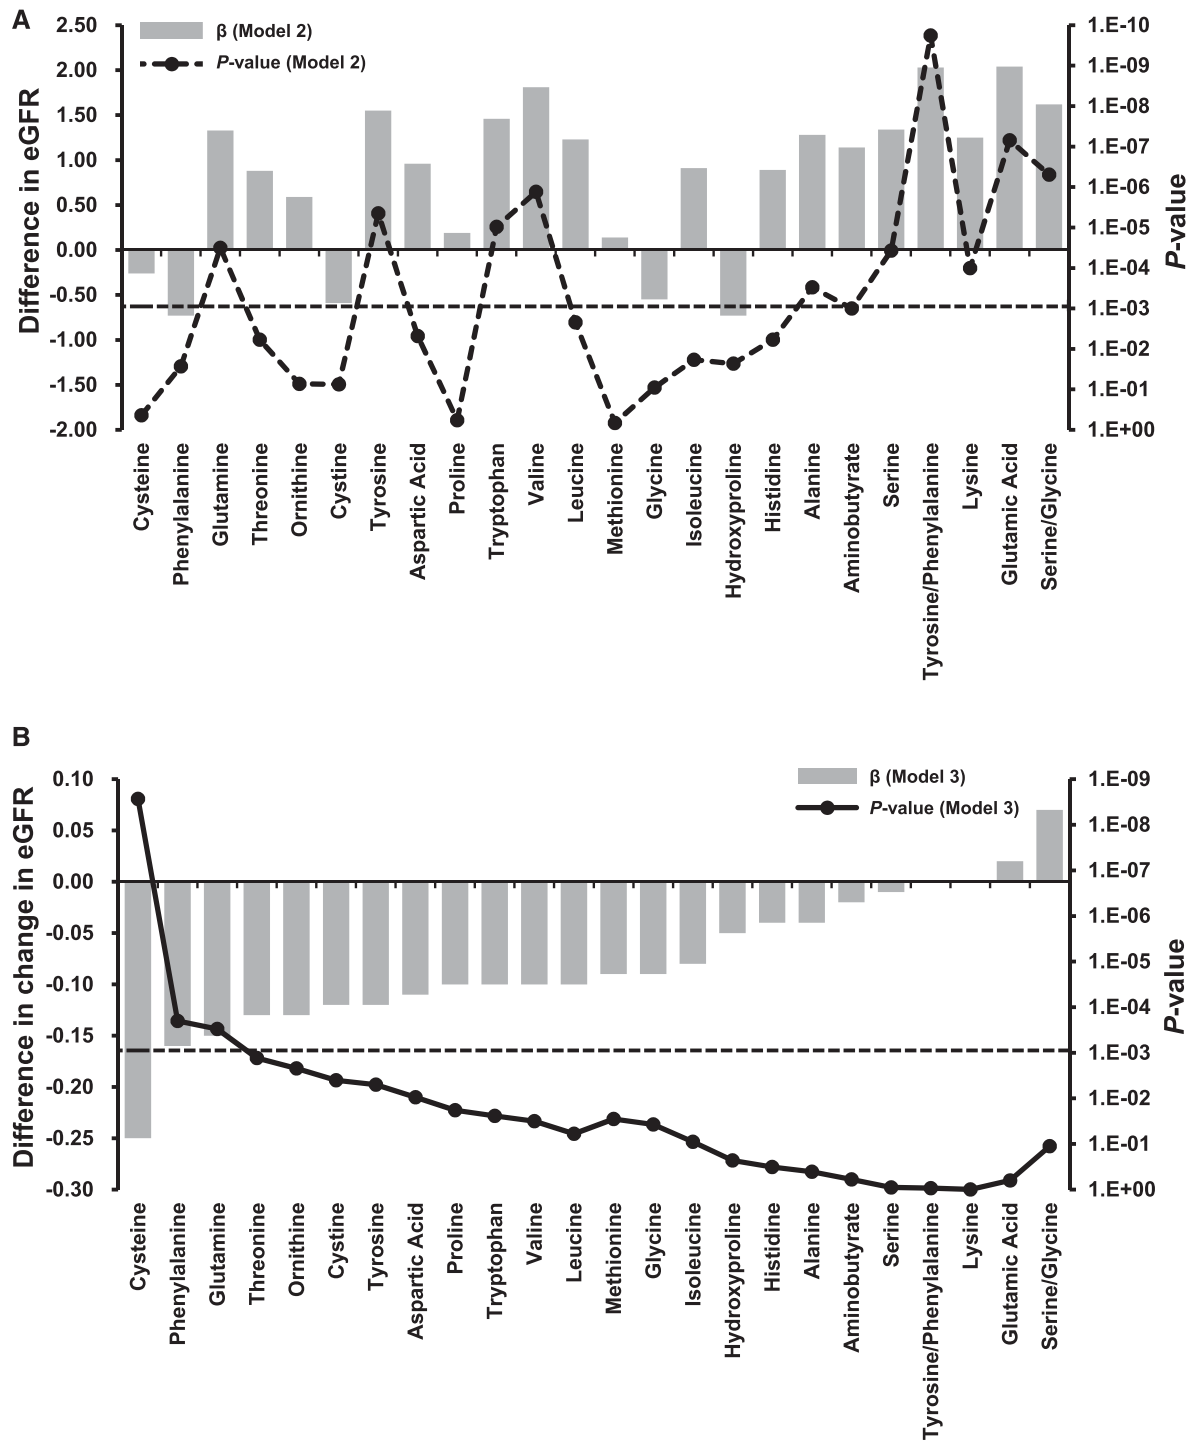 A
β (Model 2)
P-value (Model 2)
Difference in eGFR
2.50
2.00
1.50
1.00
0.50
0.00
-0.50
-1.00
-1.50
-2.00
1.E-10
1.E-09
1.E-08
1.E-07
1.E-06
1.E-05
1.E-04
1.E-03
1.E-02
1.E-01
1.E+00
P-value
Cysteine
Phenylalanine
Glutamine
Threonine
Ornithine
Cystine
Tyrosine
Aspartic Acid
Proline
Tryptophan
Valine
Leucine
Methionine
Glycine
Isoleucine
Hydroxyproline
Histidine
Alanine
Aminobutyrate
Serine
Tyrosine/Phenylalanine
Lysine
Glutamic Acid
Serine/Glycine
B
β (Model 3)
P-value (Model 3)
Difference in change in eGFR
0.10
0.05
0.00
-0.05
-0.10
-0.15
-0.20
-0.25
-0.30
1.E-09
1.E-08
1.E-07
1.E-06
1.E-05
1.E-04
1.E-03
1.E-02
1.E-01
1.E+00
P-value
Cysteine
Phenylalanine
Glutamine
Threonine
Ornithine
Cystine
Tyrosine
Aspartic Acid
Proline
Tryptophan
Valine
Leucine
Methionine
Glycine
Isoleucine
Hydroxyproline
Histidine
Alanine
Aminobutyrate
Serine
Tyrosine/Phenylalanine
Lysine
Glutamic Acid
Serine/Glycine